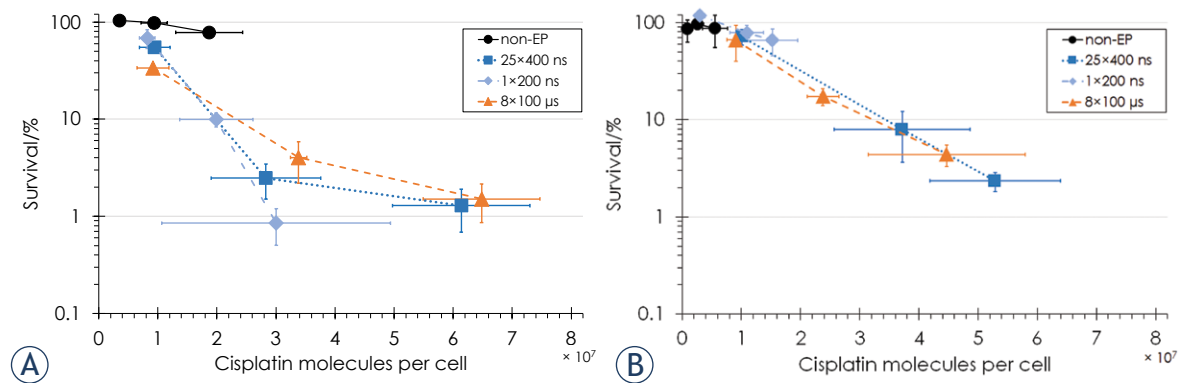 100
10
1
0.1
Survival/%
0 1 2 3 4 5 6 7 8
× 10⁷
Cisplatin molecules per cell
non-EP
25×400 ns
1×200 ns
8×100 µs
A
100
10
1
0.1
Survival/%
0 1 2 3 4 5 6 7 8
× 10⁷
Cisplatin molecules per cell
non-EP
25×400 ns
1×200 ns
8×100 µs
B